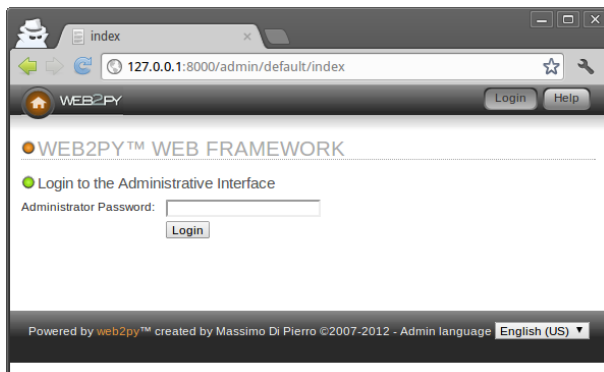 index
127.0.0.1:8000/admin/default/index
WEB2PY
Login Help
WEB2PY™ WEB FRAMEWORK
Login to the Administrative Interface
Administrator Password:
Login
Powered by web2py™ created by Massimo Di Pierro ©2007-2012 - Admin language English (US)